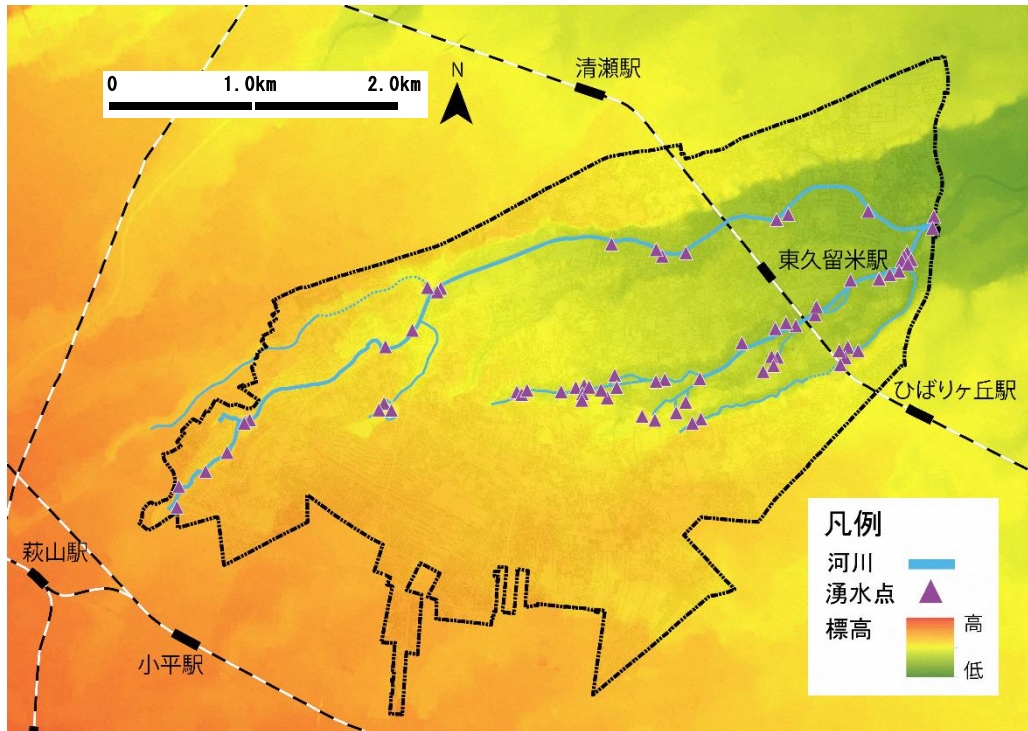 清瀬駅
0 1.0km 2.0km
N
東久留米駅
ひばりヶ丘駅
萩山駅
小平駅
凡例
河川
湧水点
標高
高
低